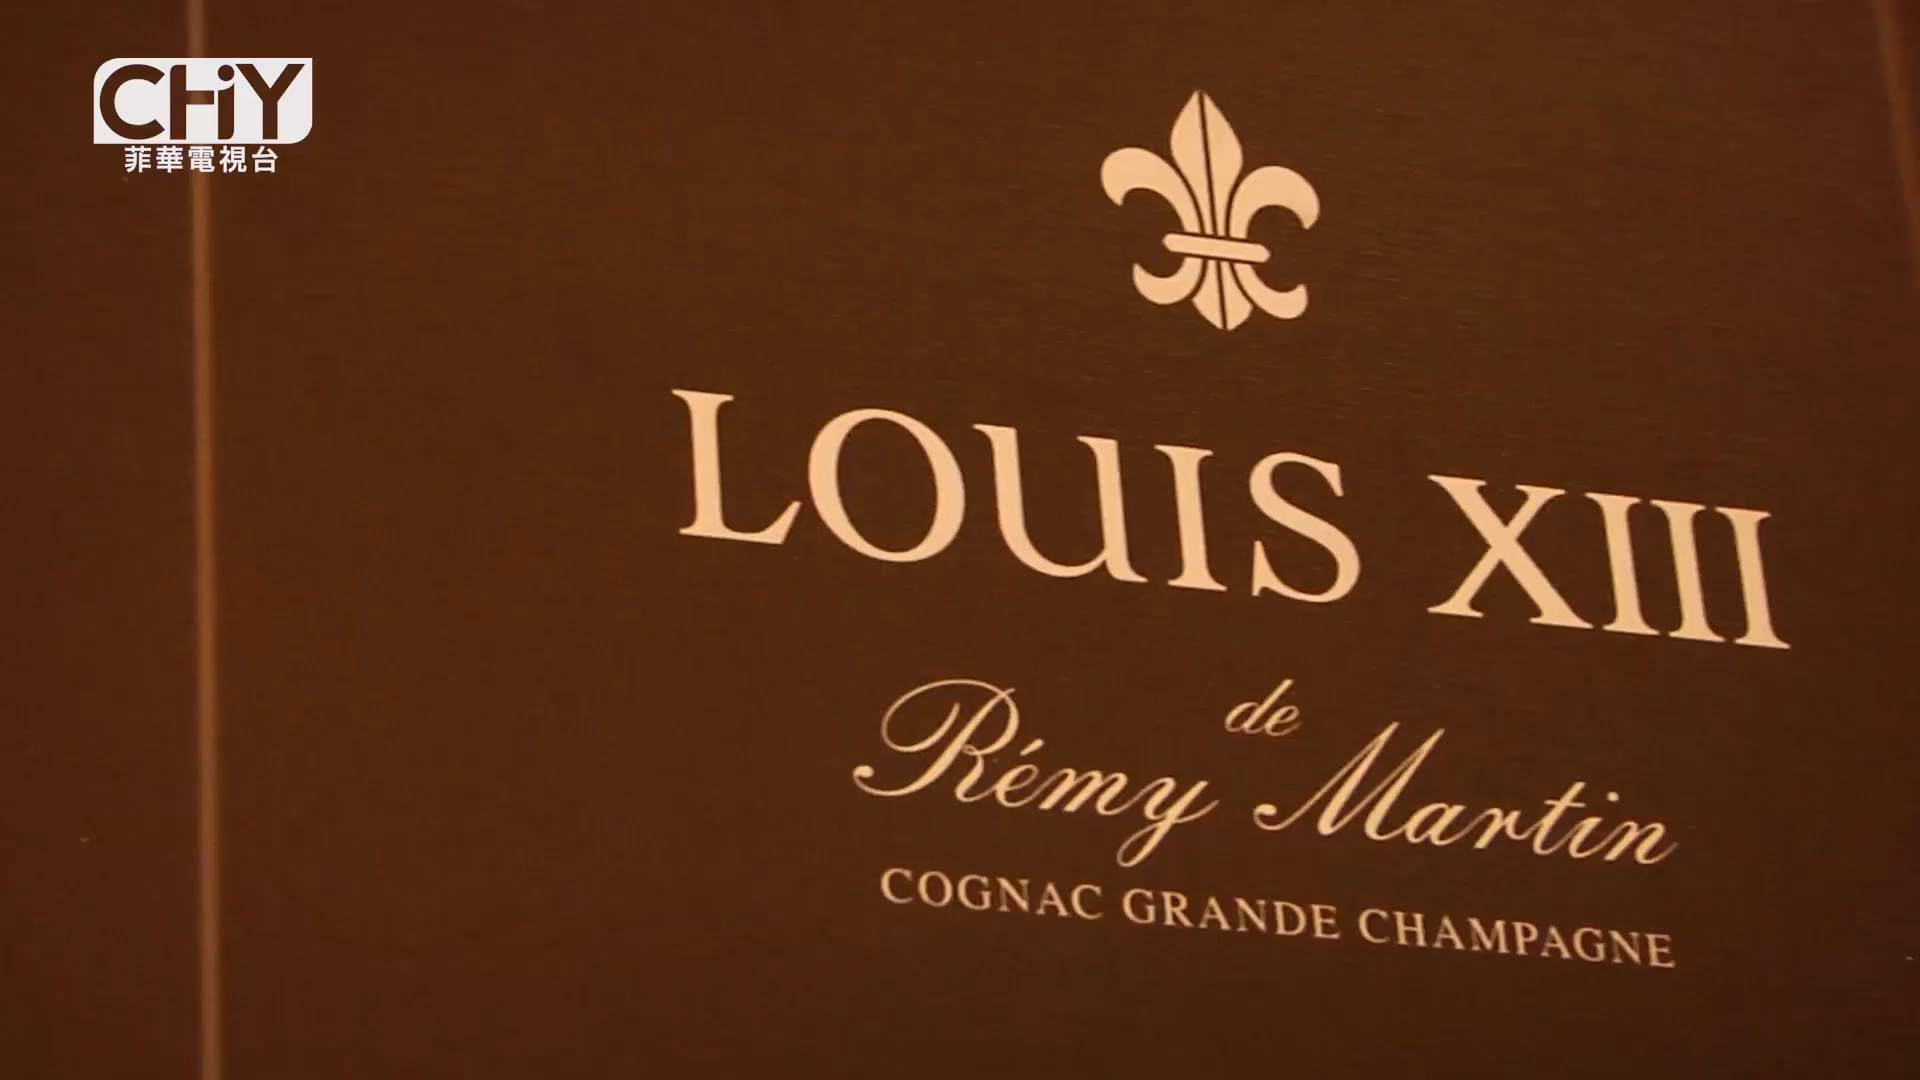 CHiY
菲華電視台
LOUIS XIII
de
Rémy Martin
COGNAC GRANDE CHAMPAGNE